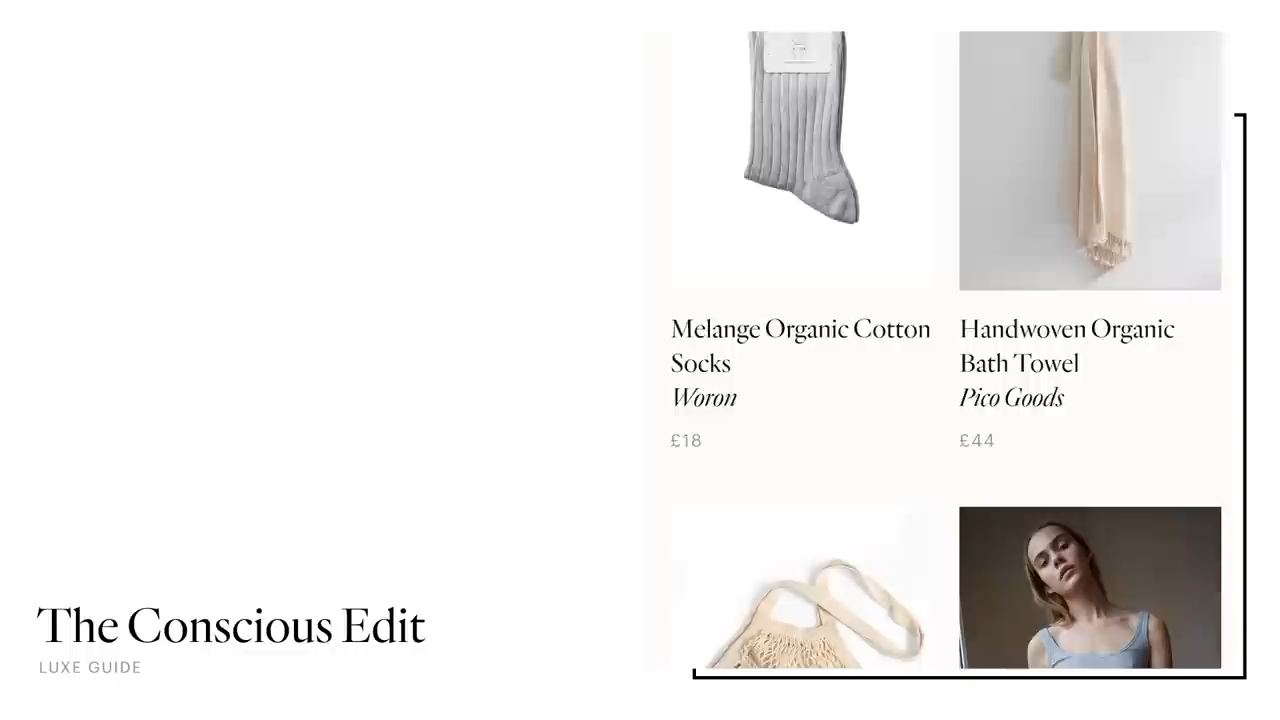 Melange Organic Cotton
Socks
Woron
£18
Handwoven Organic
Bath Towel
Pico Goods
£44
The Conscious Edit
LUXE GUIDE